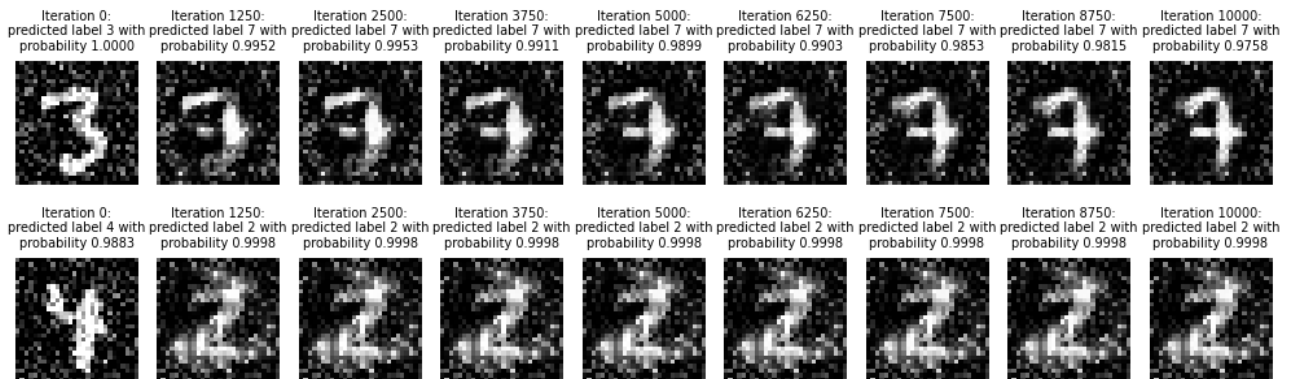 Iteration 0:
predicted label 3 with
probability 1.0000
Iteration 1250:
predicted label 7 with
probability 0.9952
Iteration 2500:
predicted label 7 with
probability 0.9953
Iteration 3750:
predicted label 7 with
probability 0.9911
Iteration 5000:
predicted label 7 with
probability 0.9899
Iteration 6250:
predicted label 7 with
probability 0.9903
Iteration 7500:
predicted label 7 with
probability 0.9853
Iteration 8750:
predicted label 7 with
probability 0.9815
Iteration 10000:
predicted label 7 with
probability 0.9758
Iteration 0:
predicted label 4 with
probability 0.9883
Iteration 1250:
predicted label 2 with
probability 0.9998
Iteration 2500:
predicted label 2 with
probability 0.9998
Iteration 3750:
predicted label 2 with
probability 0.9998
Iteration 5000:
predicted label 2 with
probability 0.9998
Iteration 6250:
predicted label 2 with
probability 0.9998
Iteration 7500:
predicted label 2 with
probability 0.9998
Iteration 8750:
predicted label 2 with
probability 0.9998
Iteration 10000:
predicted label 2 with
probability 0.9998